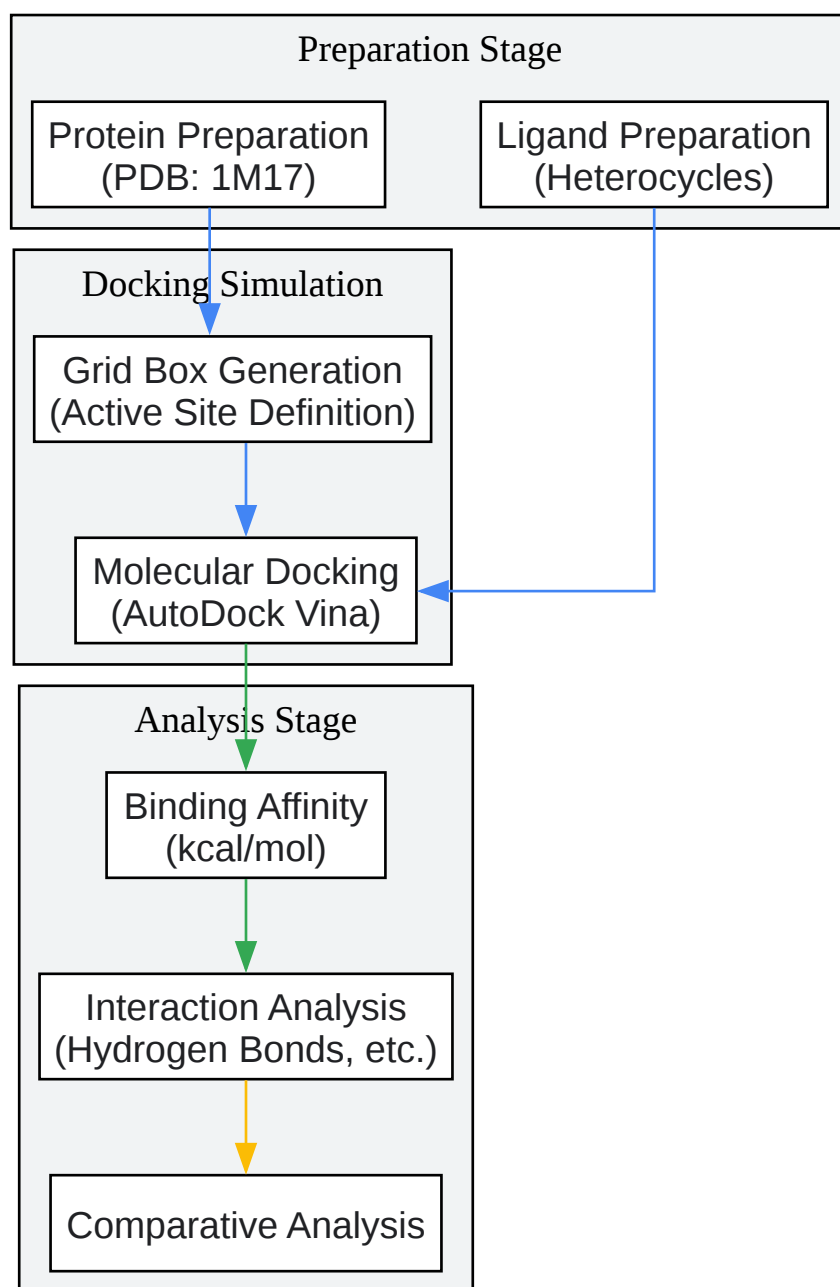 Preparation Stage
Protein Preparation
(PDB: 1M17)
Ligand Preparation
(Heterocycles)
Docking Simulation
Grid Box Generation
(Active Site Definition)
Molecular Docking
(AutoDock Vina)
Analysis Stage
Binding Affinity
(kcal/mol)
Interaction Analysis
(Hydrogen Bonds, etc.)
Comparative Analysis